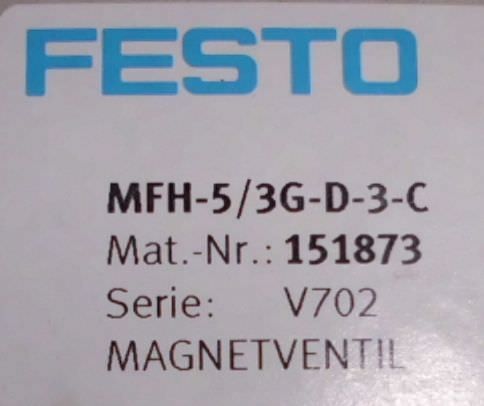 FESTO
MFH-5/3G-D-3-C
Mat.-Nr.: 151873
Serie: V702
MAGNETVENTIL